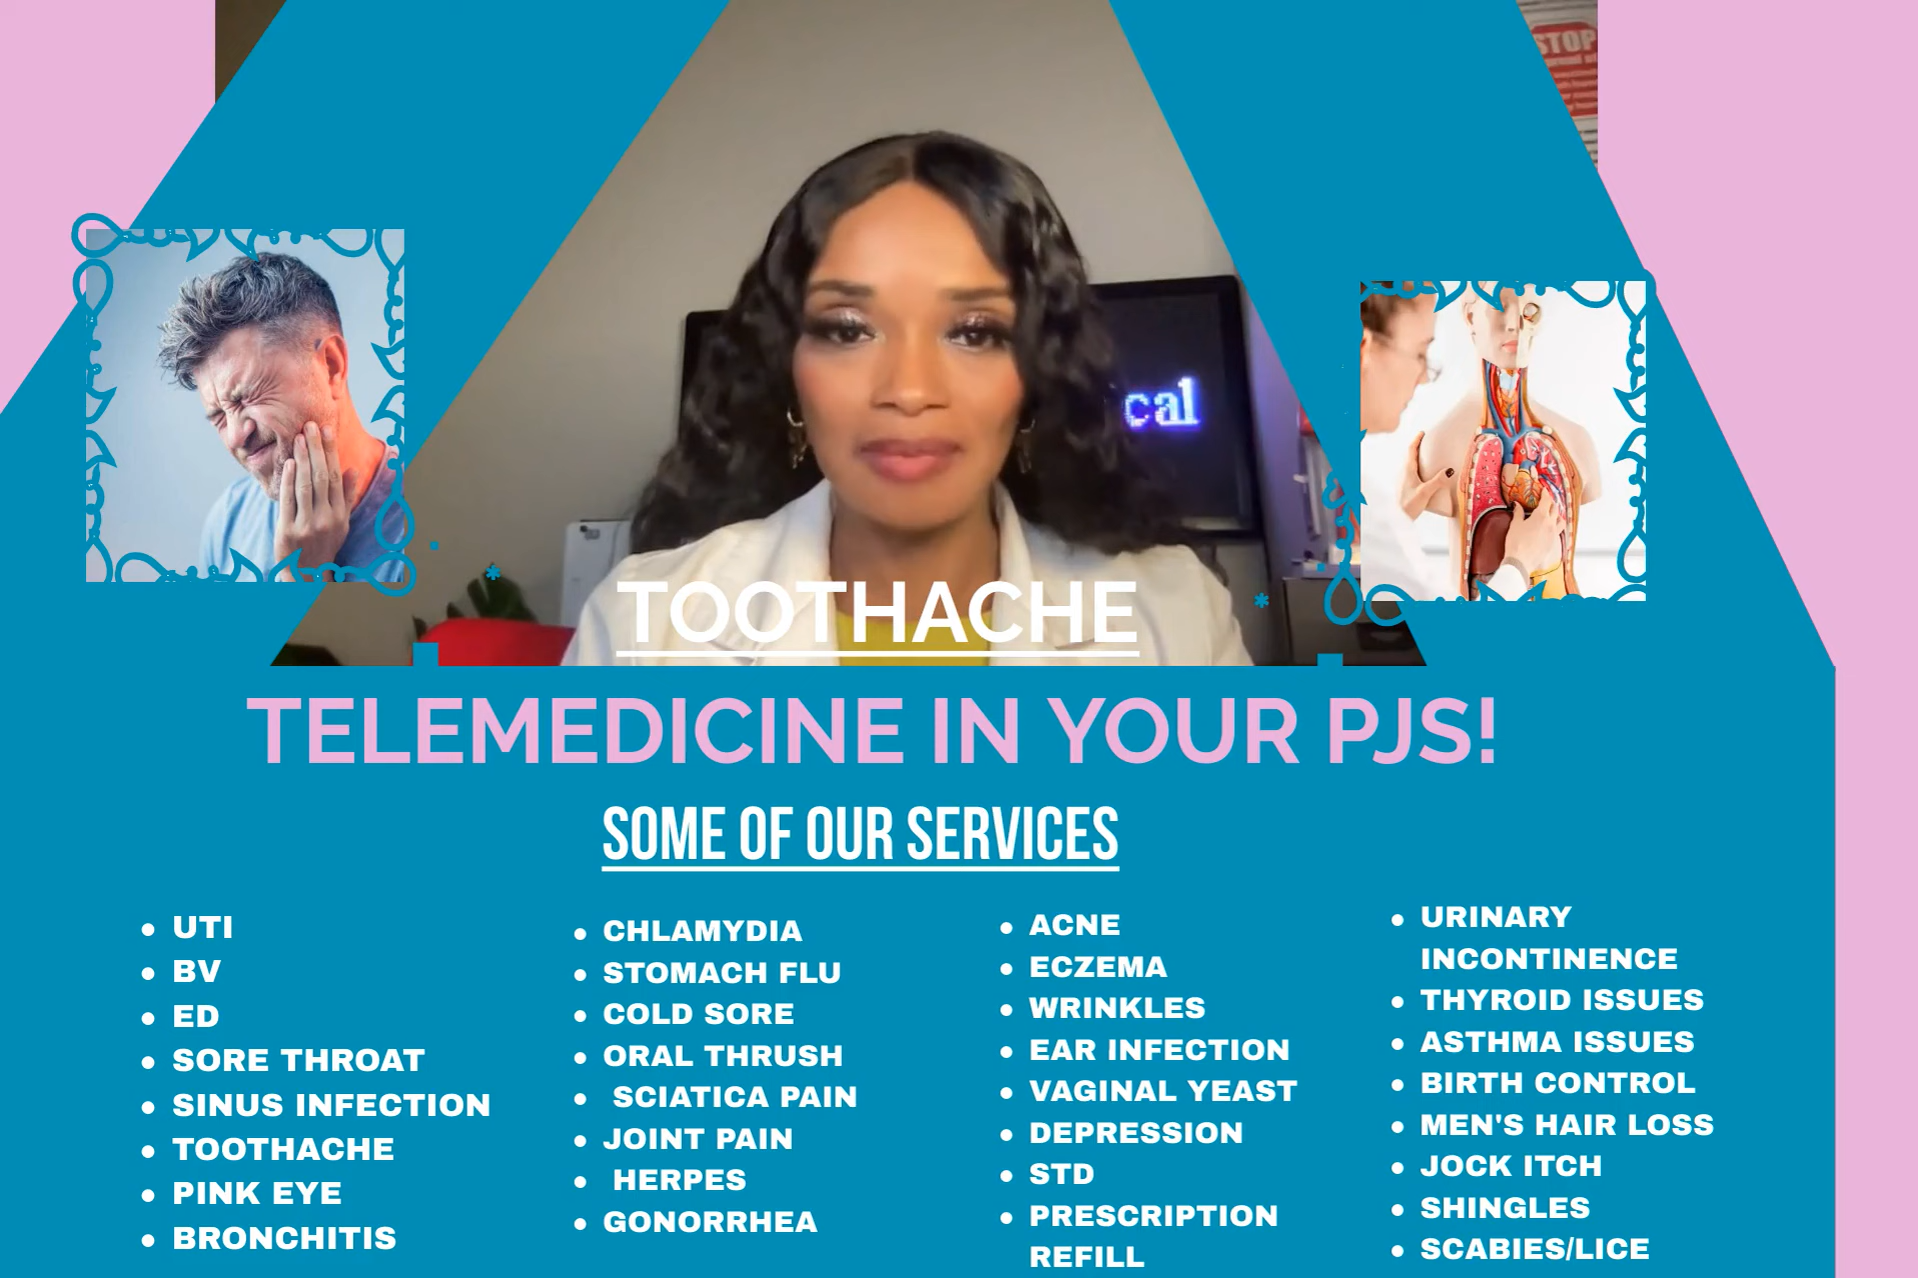 STOP
cal
TOOTHACHE
TELEMEDICINE IN YOUR PJS!
SOME OF OUR SERVICES
• UTI
• BV
• ED
• SORE THROAT
• SINUS INFECTION
• TOOTHACHE
• PINK EYE
• BRONCHITIS
• CHLAMYDIA
• STOMACH FLU
• COLD SORE
• ORAL THRUSH
• SCIATICA PAIN
• JOINT PAIN
• HERPES
• GONORRHEA
• ACNE
• ECZEMA
• WRINKLES
• EAR INFECTION
• VAGINAL YEAST
• DEPRESSION
• STD
• PRESCRIPTION
REFILL
• URINARY
INCONTINENCE
• THYROID ISSUES
• ASTHMA ISSUES
• BIRTH CONTROL
• MEN'S HAIR LOSS
• JOCK ITCH
• SHINGLES
• SCABIES/LICE